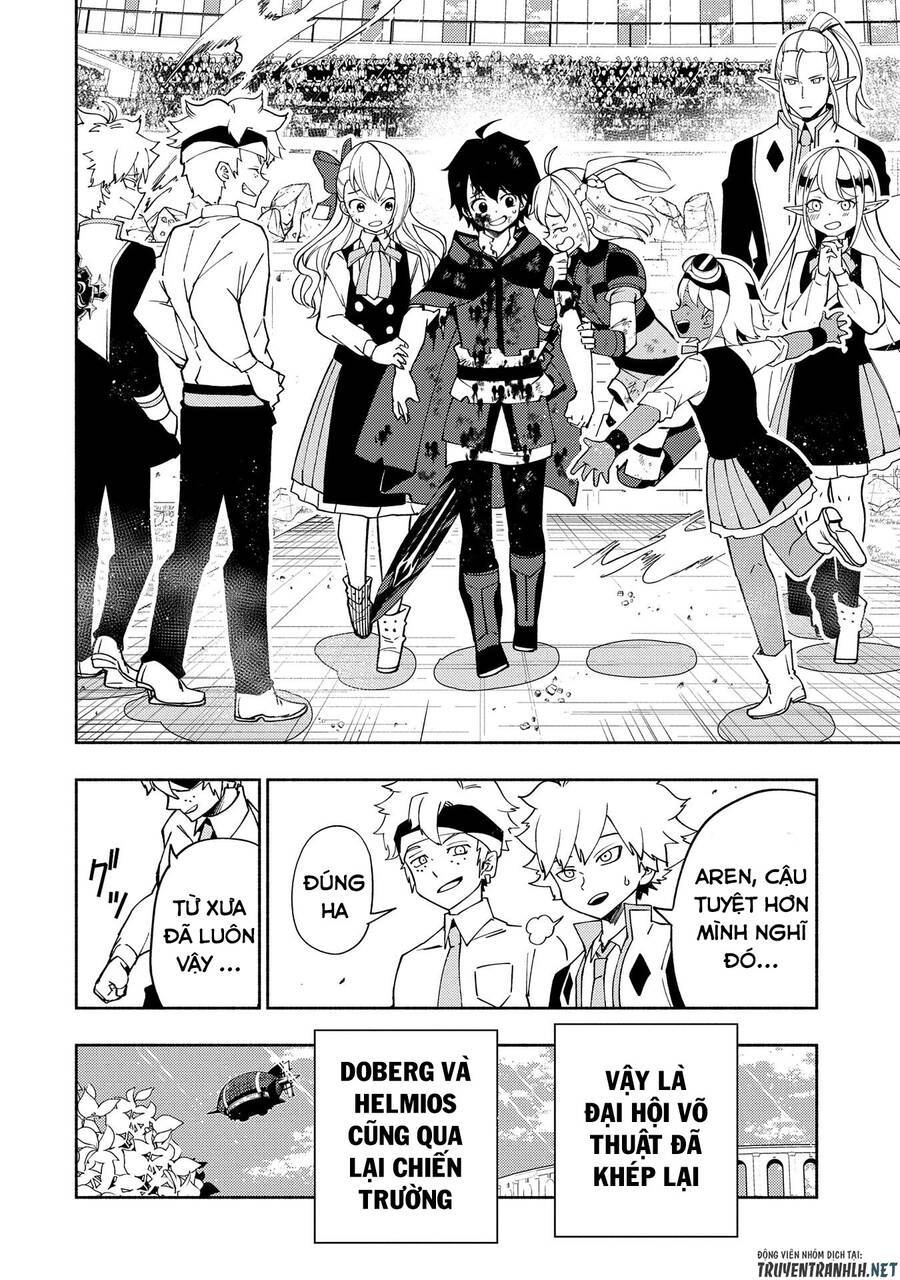 AREN, CẬU
TUYỆT HƠN
MÌNH NGHĨ
ĐÓ...
ĐÚNG
HA
TỪ XƯA
ĐÃ LUÔN
VẬY ...
グッ
VẬY LÀ
ĐẠI HỘI VÕ
THUẬT ĐÃ
KHÉP LẠI
DOBERG VÀ
HELMIOS
CŨNG QUA
LẠI CHIẾN
TRƯỜNG
ĐỘNG VIÊN NHÓM DỊCH TẠI:
TRUYENTRANHLH.NET